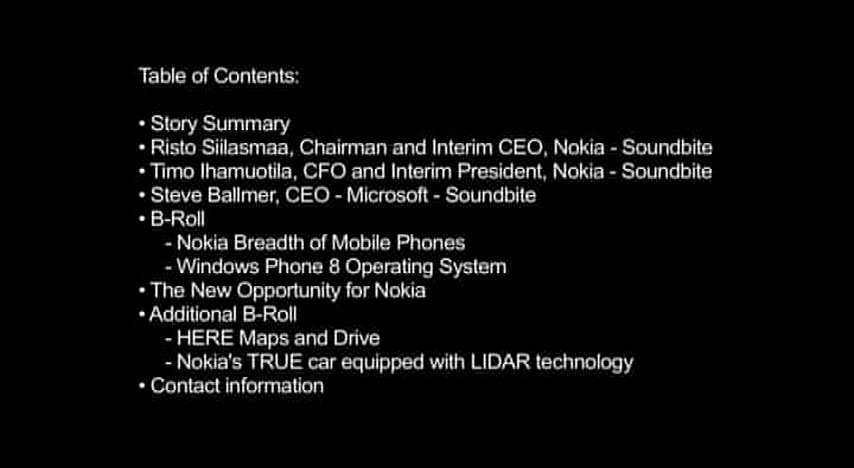 Table of Contents:
• Story Summary
• Risto Siilasmaa, Chairman and Interim CEO, Nokia - Soundbite
• Timo Ihamuotila, CFO and Interim President, Nokia - Soundbite
• Steve Ballmer, CEO - Microsoft - Soundbite
• B-Roll
- Nokia Breadth of Mobile Phones
- Windows Phone 8 Operating System
• The New Opportunity for Nokia
• Additional B-Roll
- HERE Maps and Drive
- Nokia's TRUE car equipped with LIDAR technology
• Contact information